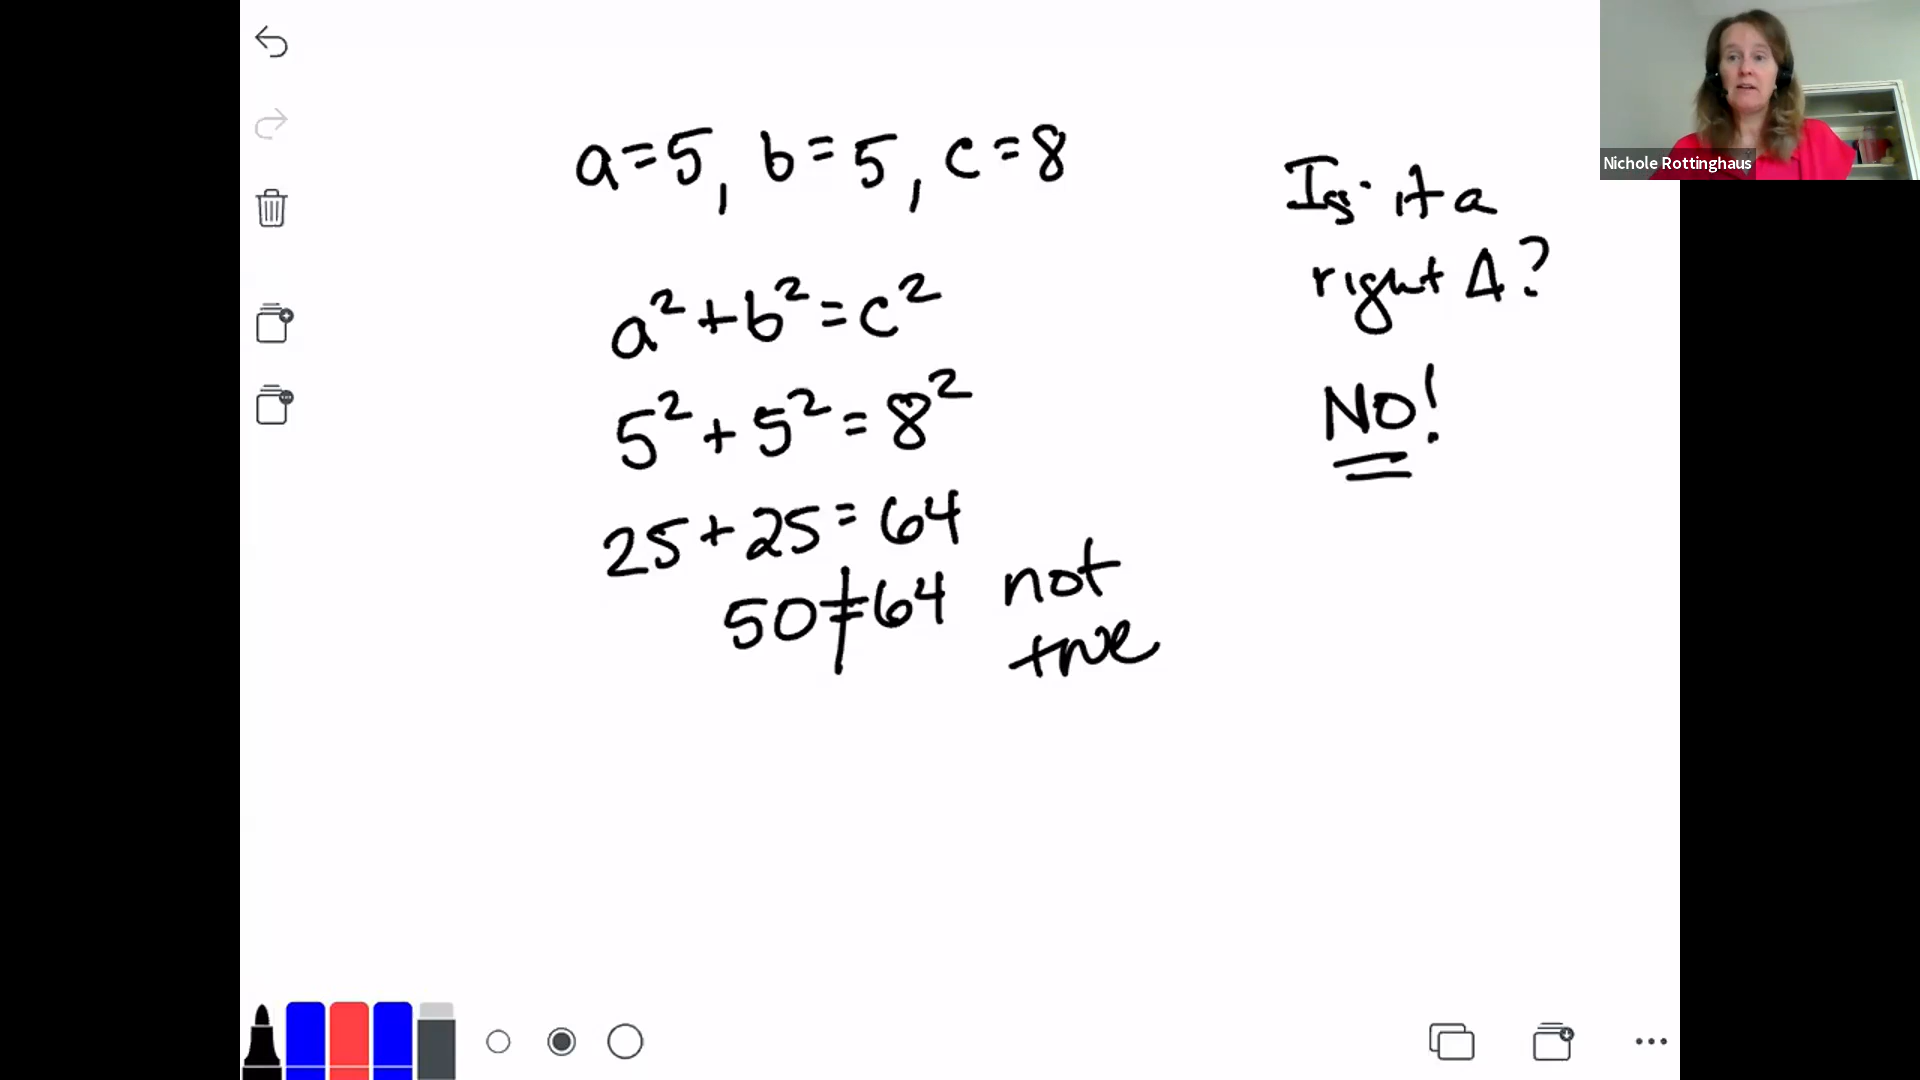 a=5, b=5, c=8
a²+b²=c²
5²+5²=8²
25+25=64
50≠64 not
true
Is it a
right Δ?
NO!
Nichole Rottinghaus